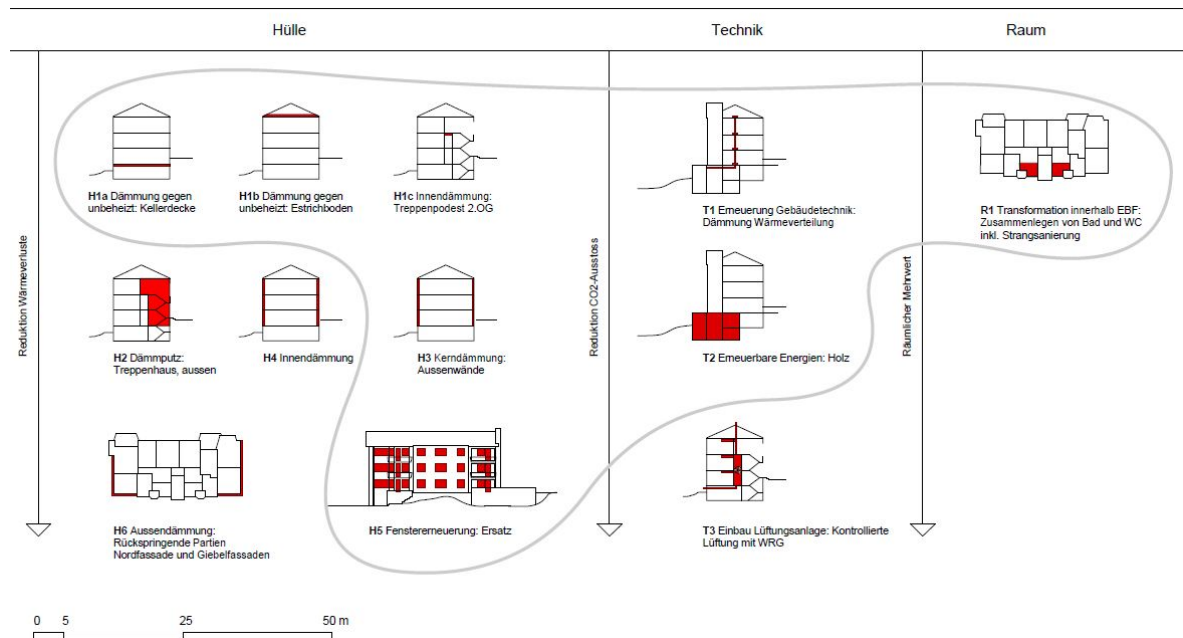 Hülle
Technik
Raum
Reduktion Wärmeverluste
H1a Dämmung gegen
unbeheizt: Kellerdecke
H1b Dämmung gegen
unbeheizt: Estrichboden
H1c Innendämmung:
Treppenpodest 2.OG
H2 Dämmputz:
Treppenhaus, aussen
H4 Innendämmung
H3 Kerndämmung:
Aussenwände
H6 Aussendämmung:
Rückspringende Partien
Nordfassade und Giebelfassaden
H5 Fenstererneuerung: Ersatz
Reduktion CO2-Ausstoss
T1 Erneuerung Gebäudetechnik:
Dämmung Wärmeverteilung
T2 Erneuerbare Energien: Holz
T3 Einbau Lüftungsanlage: Kontrollierte
Lüftung mit WRG
Räumlicher Mehrwert
R1 Transformation innerhalb EBF:
Zusammenlegen von Bad und WC
inkl. Strangsanierung
0 5 25 50 m